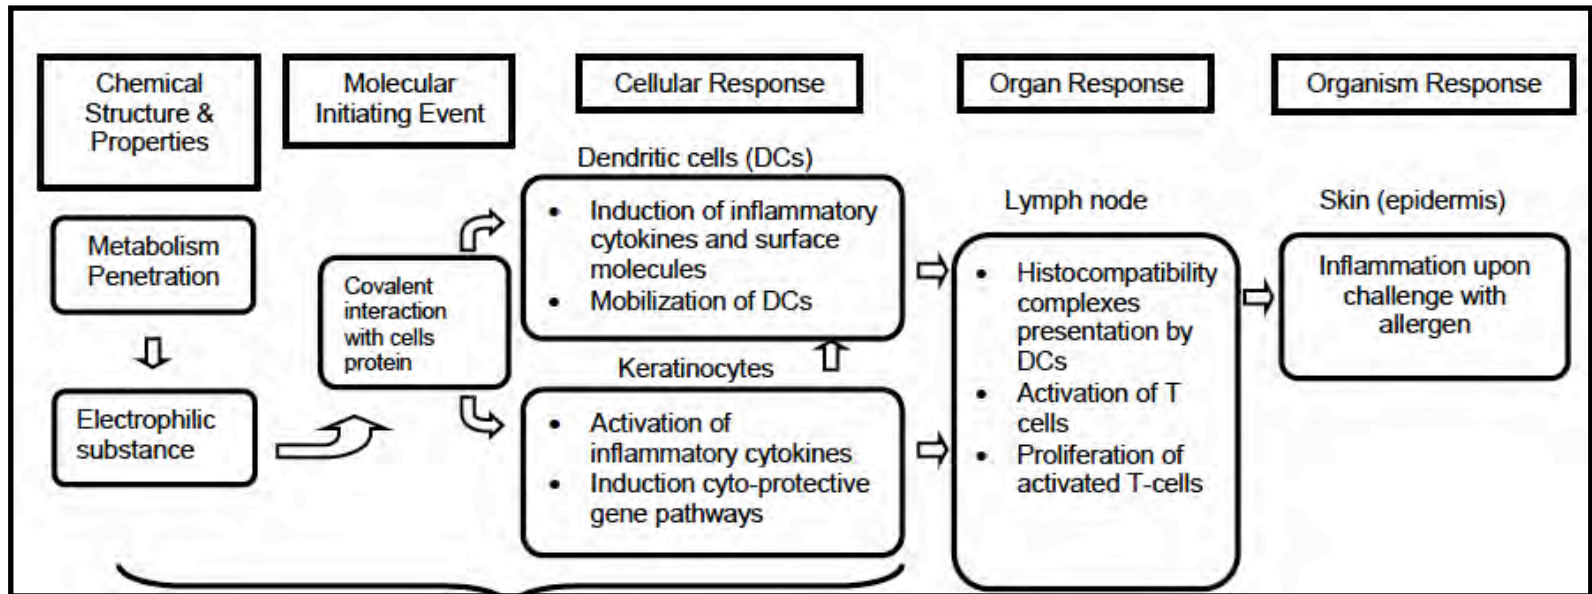 Chemical
Structure &
Properties
Molecular
Initiating Event
Cellular Response
Organ Response
Organism Response
Metabolism
Penetration
Electrophilic
substance
Covalent
interaction
with cells
protein
Dendritic cells (DCs)
• Induction of inflammatory
cytokines and surface
molecules
• Mobilization of DCs
Keratinocytes
• Activation of
inflammatory cytokines
• Induction cyto-protective
gene pathways
Lymph node
• Histocompatibility
complexes
presentation by
DCs
• Activation of T
cells
• Proliferation of
activated T-cells
Skin (epidermis)
Inflammation upon
challenge with
allergen